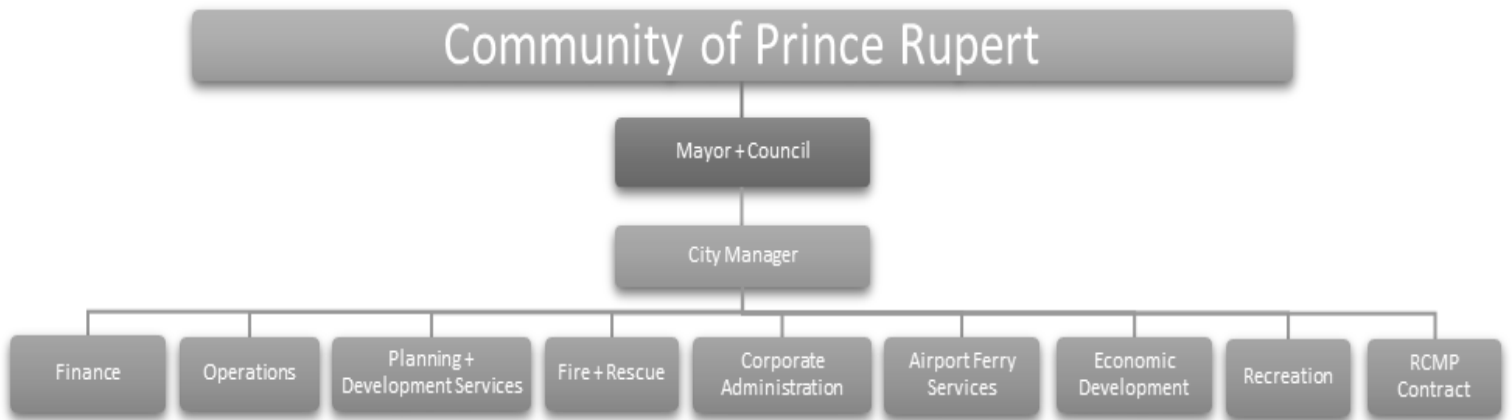 Community of Prince Rupert
Mayor + Council
City Manager
Finance
Operations
Planning +
Development Services
Fire + Rescue
Corporate
Administration
Airport Ferry
Services
Economic
Development
Recreation
RCMP
Contract